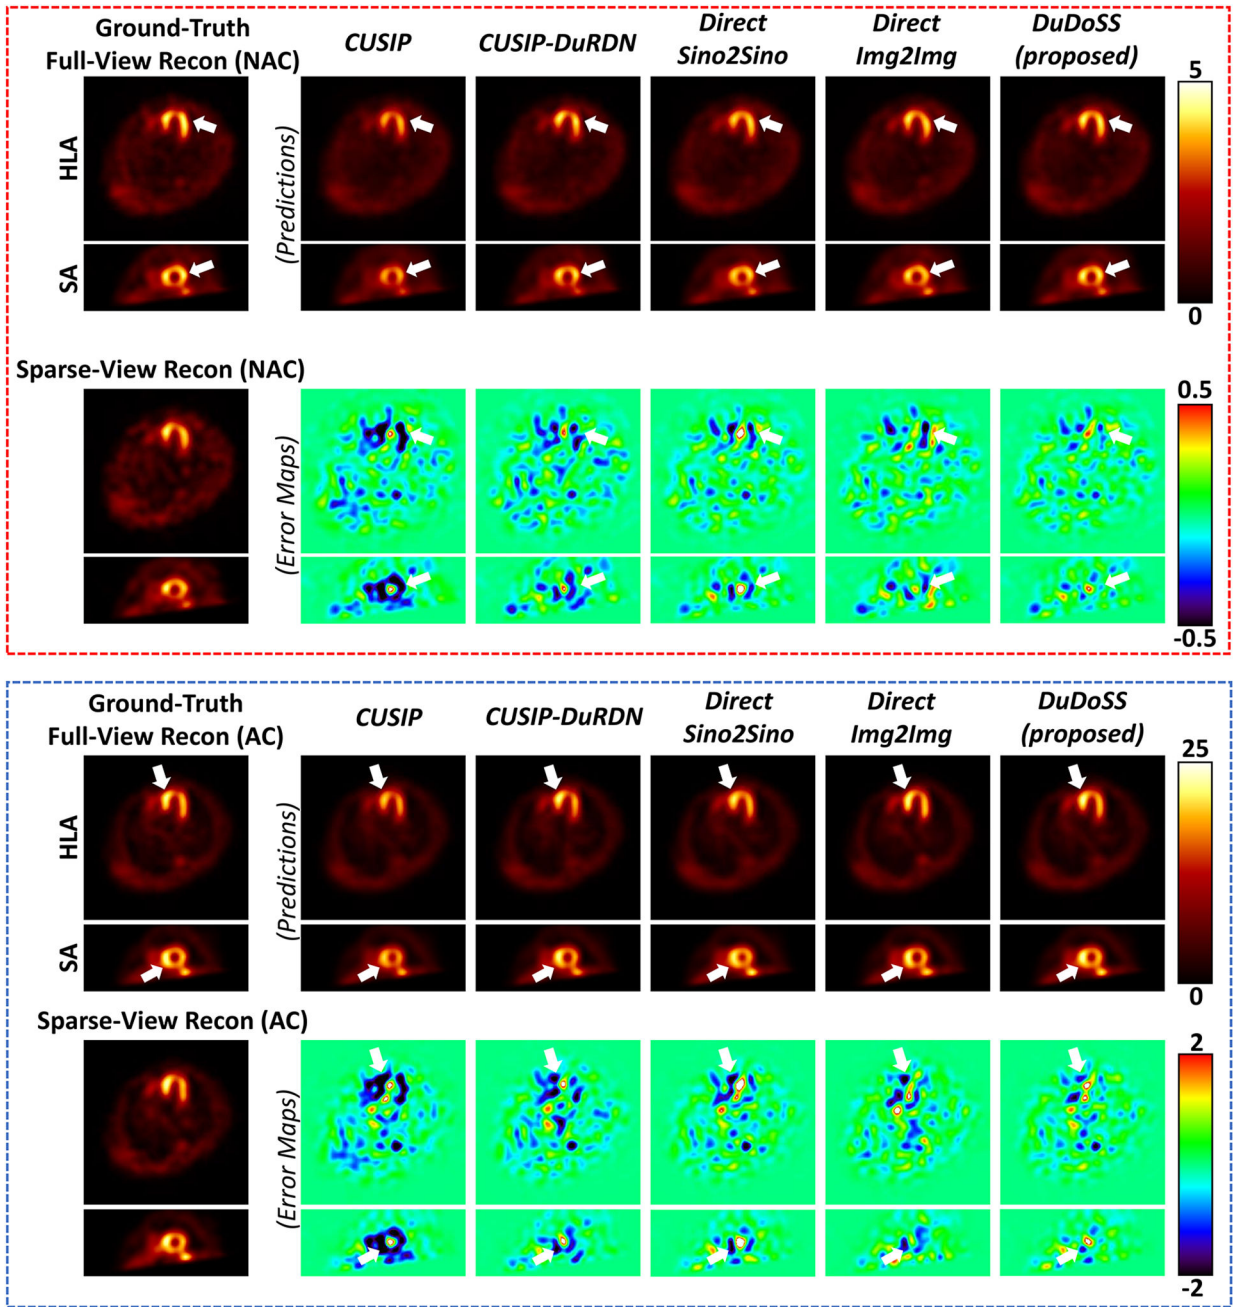 Ground-Truth
Full-View Recon (NAC)
CUSIP
CUSIP-DuRDN
Direct
Sino2Sino
Direct
Img2Img
DuDoSS
(proposed)
HLA
(Predictions)
SA
5
0
Sparse-View Recon (NAC)
(Error Maps)
0.5
-0.5
Ground-Truth
Full-View Recon (AC)
CUSIP
CUSIP-DuRDN
Direct
Sino2Sino
Direct
Img2Img
DuDoSS
(proposed)
HLA
(Predictions)
SA
25
0
Sparse-View Recon (AC)
(Error Maps)
2
-2